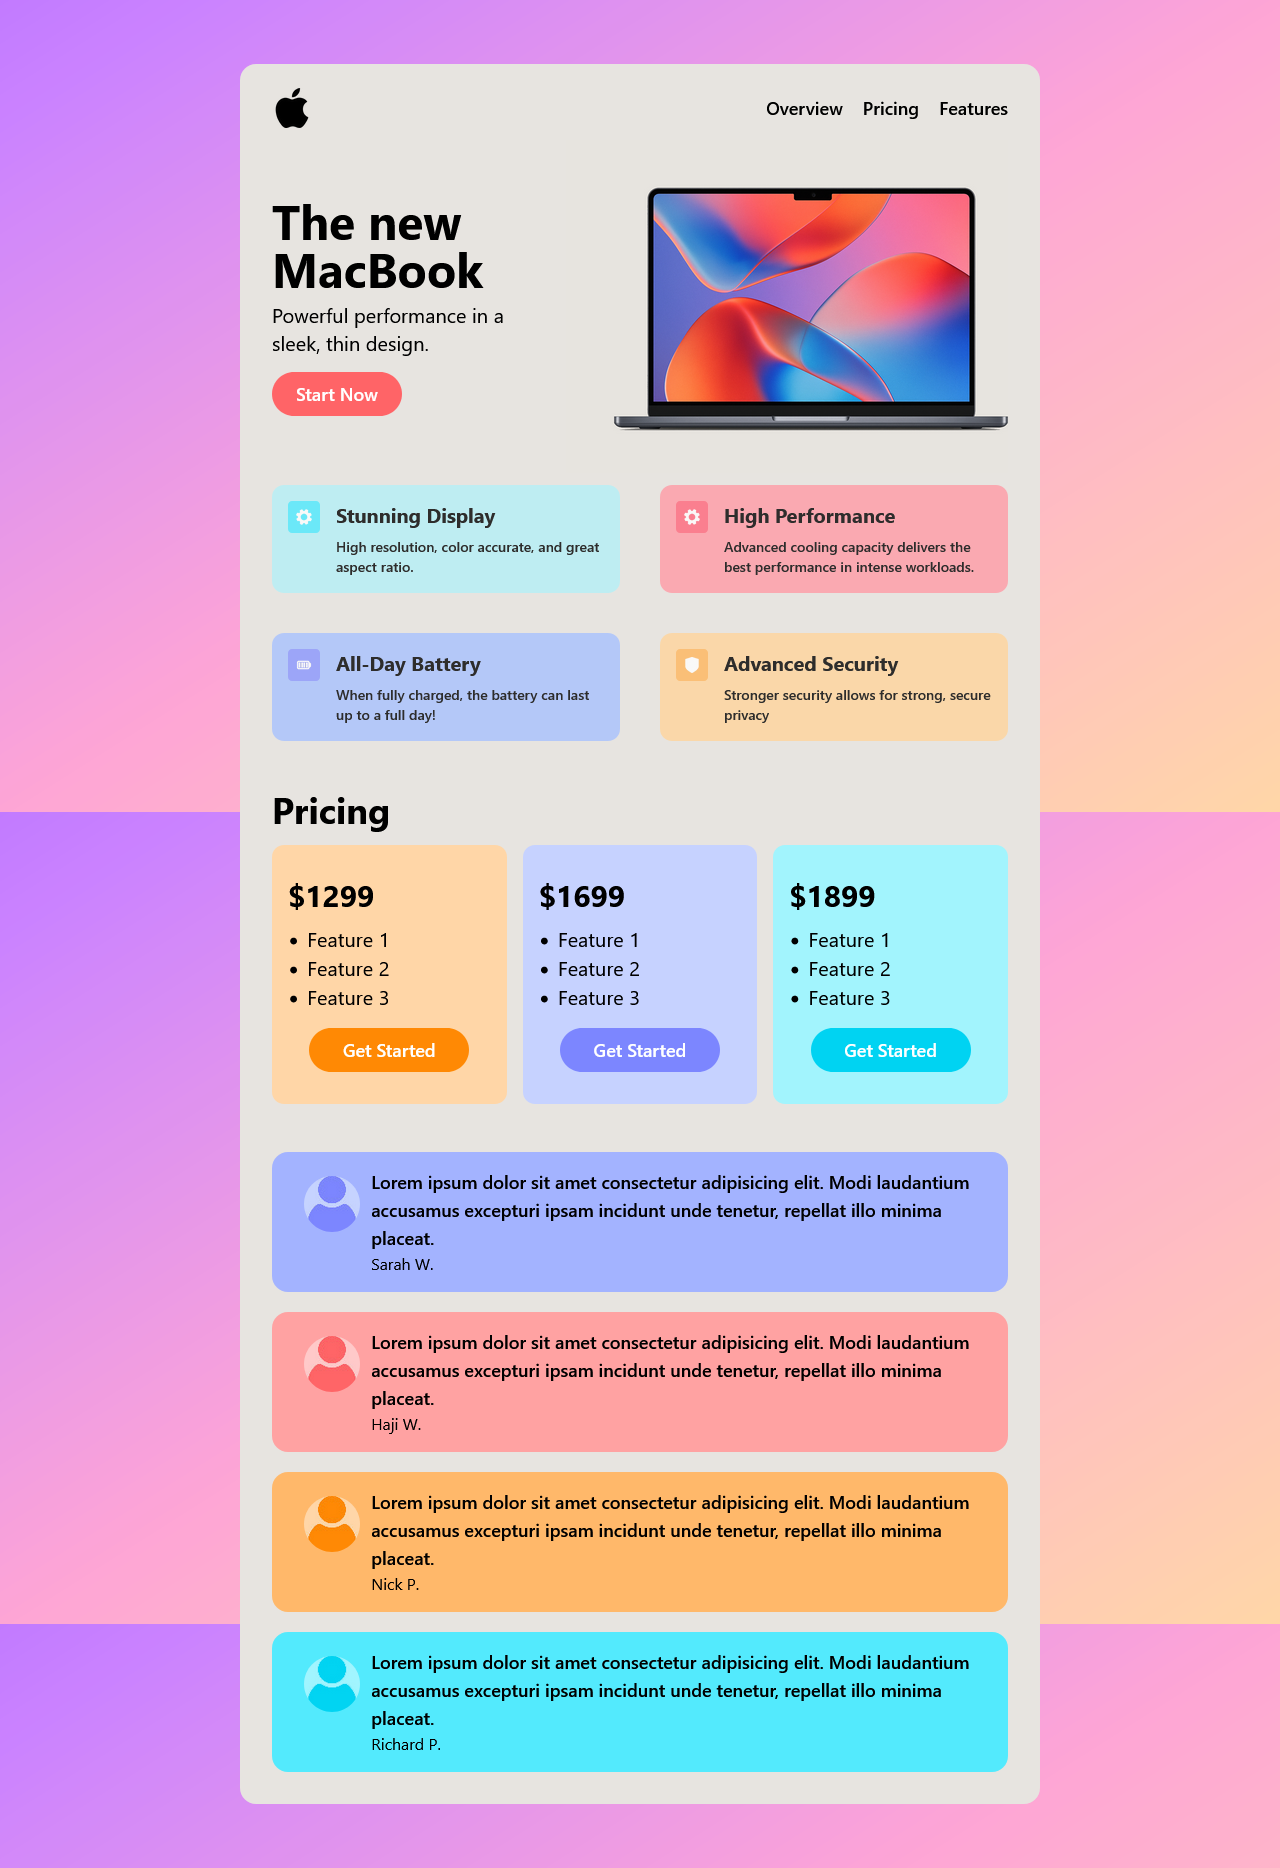 Overview Pricing Features
The new
MacBook
Powerful performance in a
sleek, thin design.
Start Now
Stunning Display
High resolution, color accurate, and great
aspect ratio.
High Performance
Advanced cooling capacity delivers the
best performance in intense workloads.
All-Day Battery
When fully charged, the battery can last
up to a full day!
Advanced Security
Stronger security allows for strong, secure
privacy
Pricing
$1299
• Feature 1
• Feature 2
• Feature 3
Get Started
$1699
• Feature 1
• Feature 2
• Feature 3
Get Started
$1899
• Feature 1
• Feature 2
• Feature 3
Get Started
Lorem ipsum dolor sit amet consectetur adipisicing elit. Modi laudantium
accusamus excepturi ipsam incidunt unde tenetur, repellat illo minima
placeat.
Sarah W.
Lorem ipsum dolor sit amet consectetur adipisicing elit. Modi laudantium
accusamus excepturi ipsam incidunt unde tenetur, repellat illo minima
placeat.
Haji W.
Lorem ipsum dolor sit amet consectetur adipisicing elit. Modi laudantium
accusamus excepturi ipsam incidunt unde tenetur, repellat illo minima
placeat.
Nick P.
Lorem ipsum dolor sit amet consectetur adipisicing elit. Modi laudantium
accusamus excepturi ipsam incidunt unde tenetur, repellat illo minima
placeat.
Richard P.